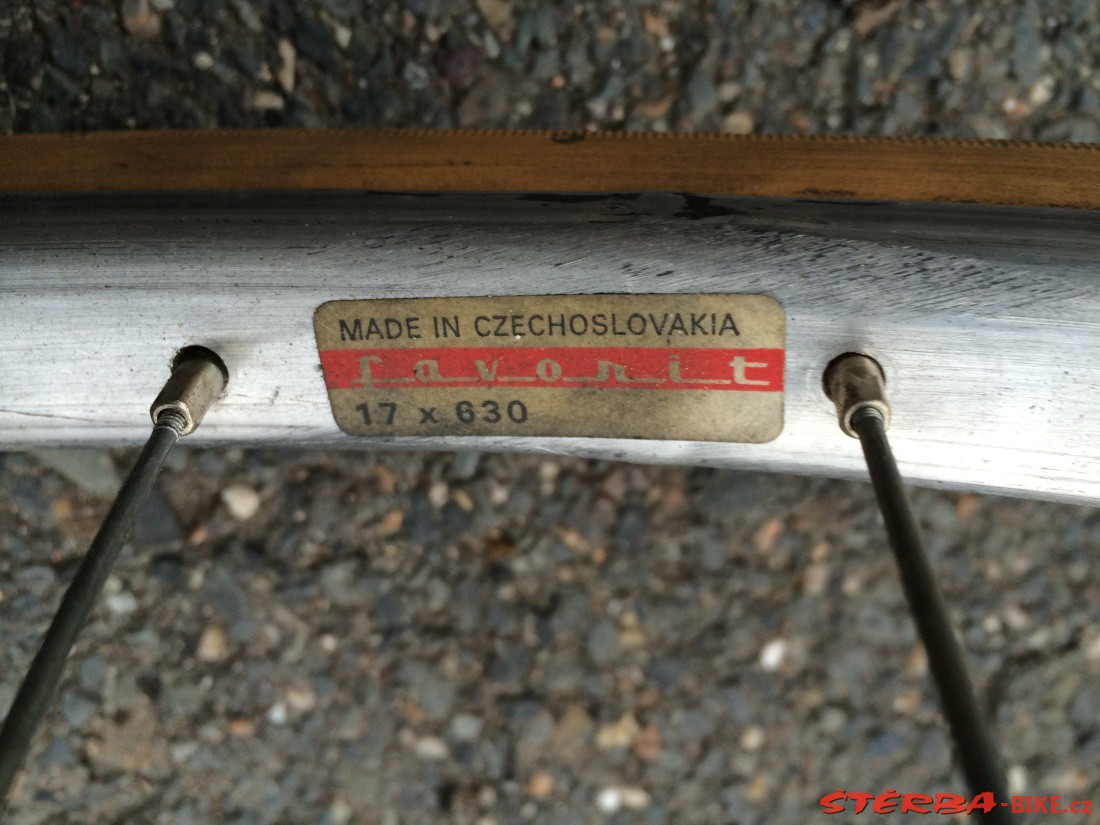 MADE IN CZECHOSLOVAKIA
favorit
17 x 630
ŠTĚRBA-BIKE.cz